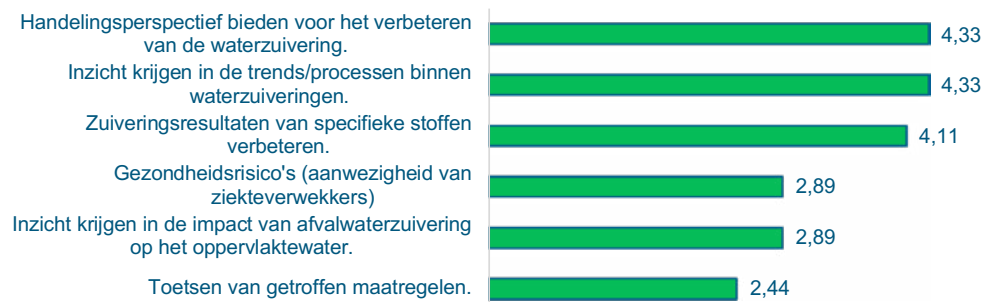 Handelingsperspectief bieden voor het verbeteren
van de waterzuivering.
4,33
Inzicht krijgen in de trends/processen binnen
waterzuiveringen.
4,33
Zuiveringsresultaten van specifieke stoffen
verbeteren.
4,11
Gezondheidsrisico's (aanwezigheid van
ziekteverwekkers)
2,89
Inzicht krijgen in de impact van afvalwaterzuivering
op het oppervlaktewater.
2,89
Toetsen van getroffen maatregelen.
2,44